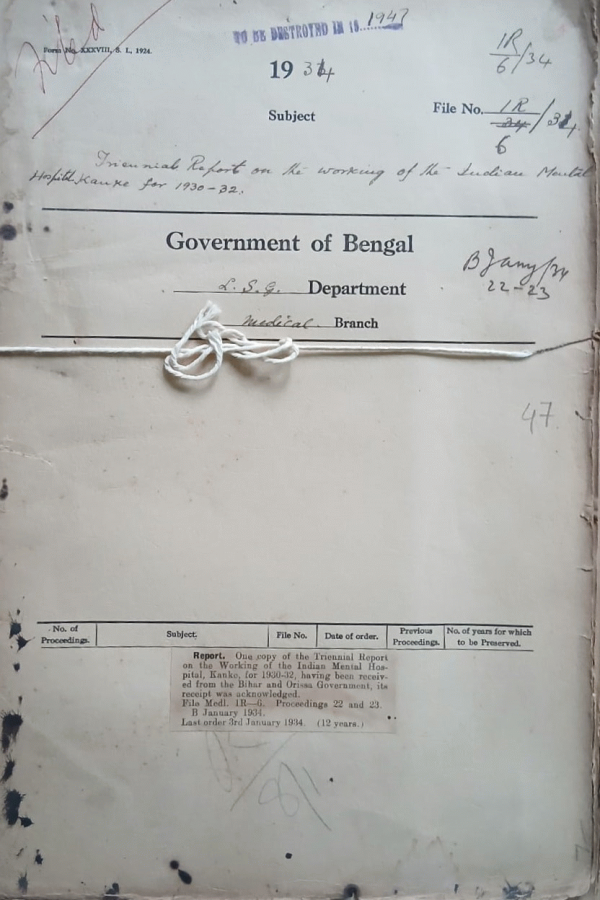 Filed
Form No. XXXVIII, S. I., 1924.
TO BE DESTROYED IN 19.........1947
1R
6/34
1934
Subject
File No. 1R
34/34
6
Triennial Report on the working of the Indian Mental
Hospital, Kanke for 1930-32.
Government of Bengal
L. S. G. Department
Medical Branch
B Jany/34
22-23
47
No. of Proceedings. Subject. File No. Date of order. Previous Proceedings. No. of years for which to be Preserved.
Report. One copy of the Triennial Report
on the Working of the Indian Mental Hos-
pital, Kanke, for 1930-32, having been receiv-
ed from the Bihar and Orissa Government, its
receipt was acknowledged.
File Medl. 1R—6. Proceedings 22 and 23.
B January 1934.
Last order 3rd January 1934. (12 years.)